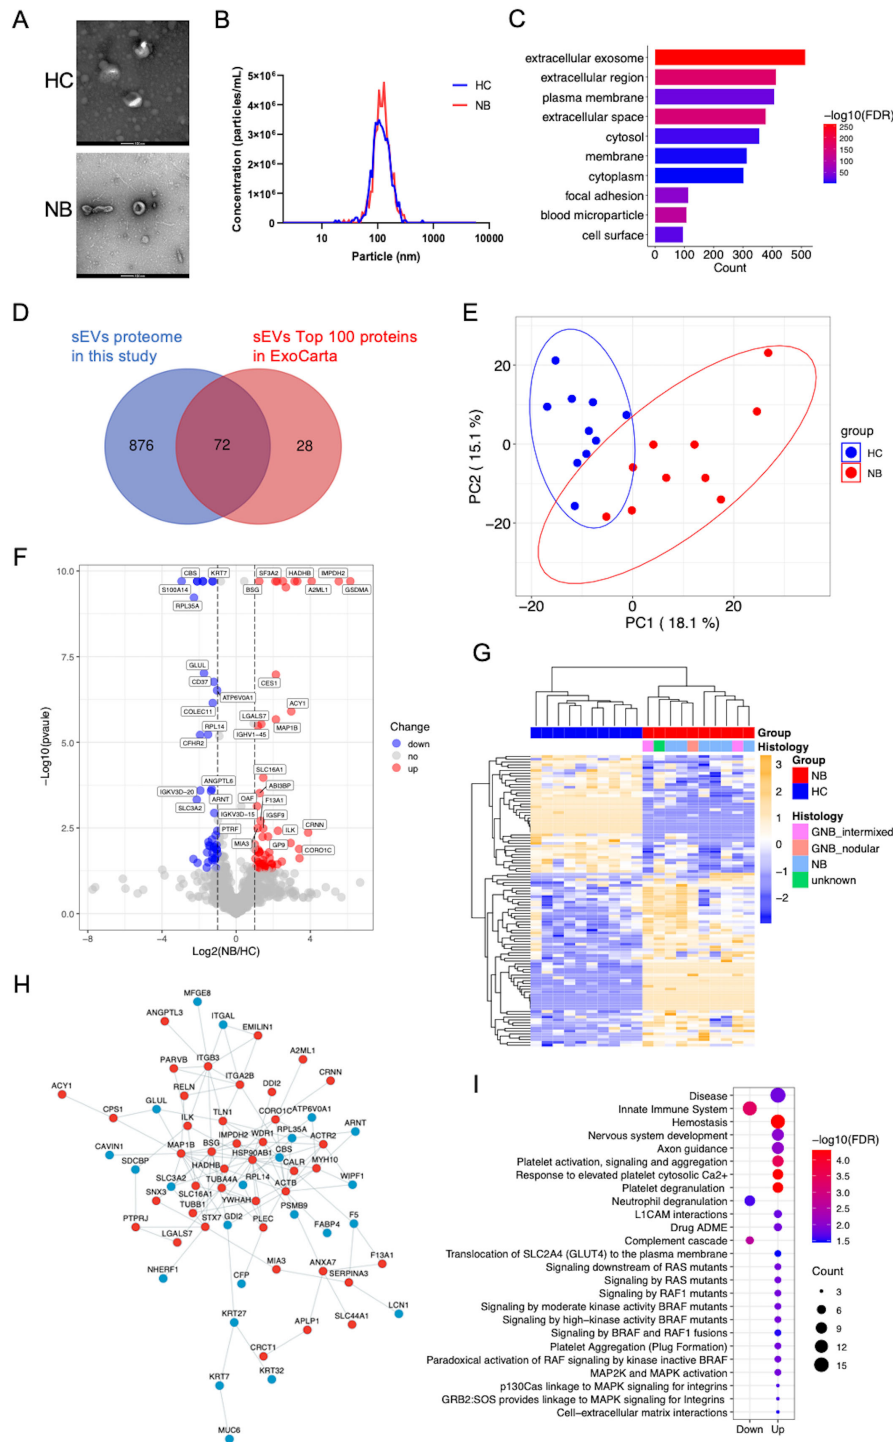 A
HC
NB
B
Concentration (particles/mL)
5×10⁶
4×10⁶
3×10⁶
2×10⁶
1×10⁶
0
10
100
1000
10000
Particle (nm)
HC
NB
C
extracellular exosome
extracellular region
plasma membrane
extracellular space
cytosol
membrane
cytoplasm
focal adhesion
blood microparticle
cell surface
0 100 200 300 400 500
Count
−log10(FDR)
250
200
150
100
50
D
sEVs proteome
in this study
sEVs Top 100 proteins
in ExoCarta
876
72
28
E
PC2 ( 15.1 %)
20
0
−20
−20
0
20
PC1 ( 18.1 %)
group
HC
NB
F
−Log10(pvalue)
10.0
7.5
5.0
2.5
0.0
−8
−4
0
4
8
Log2(NB/HC)
CBS
KRT7
SF3A2
HADHB
IMPDH2
S100A14
BSG
A2ML1
GSDMA
RPL35A
GLUL
CD37
CES1
ATP6V0A1
COLEC11
LGALS7
ACY1
RPL14
MAP1B
CFHR2
IGHV1−45
SLC16A1
ANGPTL6
ABI3BP
IGKV3D−20
ARNT
OAF
F13A1
SLC3A2
IGKV3D−15
IGSF9
CRNN
PTRF
ILK
MIA3
GP9
CORO1C
Change
down
no
up
G
Group
Histology
3
2
1
0
−1
−2
Group
NB
HC
Histology
GNB_intermixed
GNB_nodular
NB
unknown
H
MFGE8
ANGPTL3
ITGAL
EMILIN1
ITGB3
PARVB
A2ML1
ITGA2B
CRNN
ACY1
RELN
DDI2
CPS1
GLUL
TLN1
CORO1C
ATP6V0A1
ILK
RPL35A
ARNT
IMPDH2
WDR1
ACTR2
CAVIN1
MAP1B
BSG
HSP90AB1
CBS
SDCBP
HADHB
CALR
MYH10
SLC3A2
RPL14
WIPF1
SNX3
SLC16A1
TUBA4A
ACTB
YWHAH
TUBB1
PSMB9
PTPRJ
STX7
GDI2
PLEC
F5
LGALS7
FABP4
MIA3
ANXA7
F13A1
NHERF1
CFP
SERPINA3
KRT27
APLP1
SLC44A1
LCN1
CRCT1
KRT7
KRT32
MUC6
I
Disease
Innate Immune System
Hemostasis
Nervous system development
Axon guidance
Platelet activation, signaling and aggregation
Response to elevated platelet cytosolic Ca2+
Platelet degranulation
Neutrophil degranulation
L1CAM interactions
Drug ADME
Complement cascade
Translocation of SLC2A4 (GLUT4) to the plasma membrane
Signaling downstream of RAS mutants
Signaling by RAS mutants
Signaling by RAF1 mutants
Signaling by moderate kinase activity BRAF mutants
Signaling by high−kinase activity BRAF mutants
Signaling by BRAF and RAF1 fusions
Platelet Aggregation (Plug Formation)
Paradoxical activation of RAF signaling by kinase inactive BRAF
MAP2K and MAPK activation
p130Cas linkage to MAPK signaling for integrins
GRB2:SOS provides linkage to MAPK signaling for Integrins
Cell−extracellular matrix interactions
Down Up
−log10(FDR)
4.0
3.5
3.0
2.5
2.0
1.5
Count
3
6
9
12
15